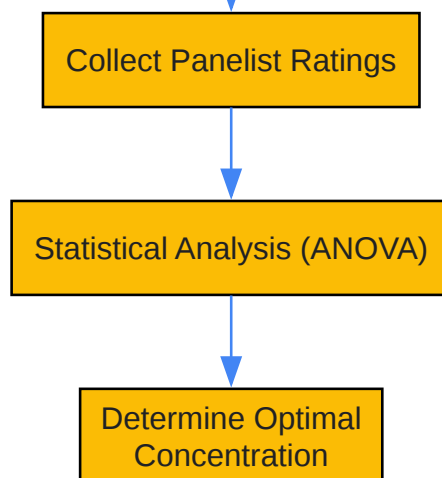 Collect Panelist Ratings
Statistical Analysis (ANOVA)
Determine Optimal
Concentration